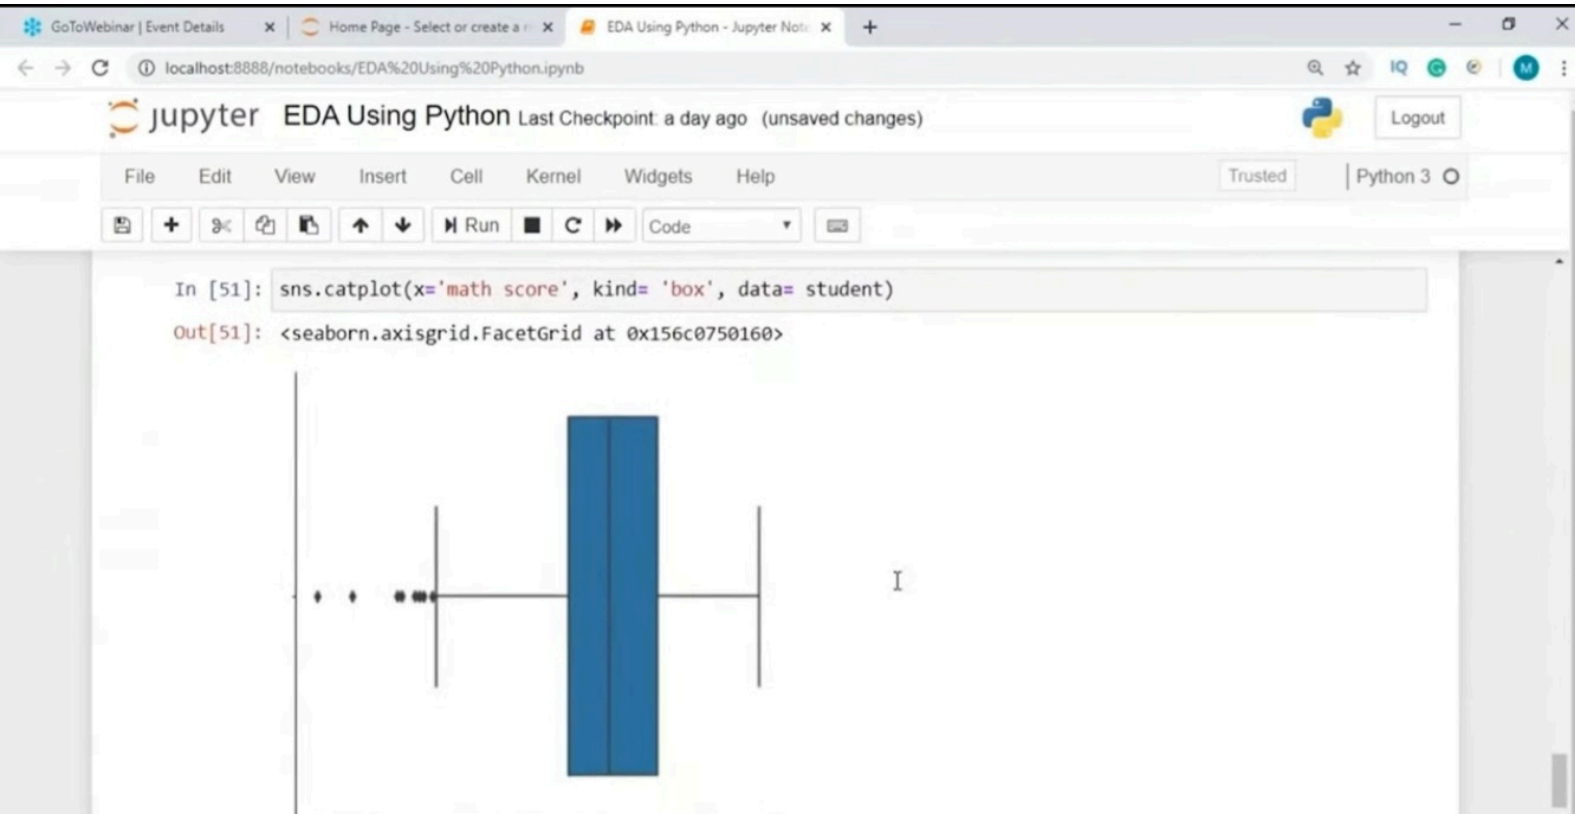 GoToWebinar | Event Details
Home Page - Select or create a n
EDA Using Python - Jupyter Note
localhost:8888/notebooks/EDA%20Using%20Python.ipynb
IQ
M
jupyter EDA Using Python Last Checkpoint: a day ago (unsaved changes)
Logout
File Edit View Insert Cell Kernel Widgets Help
Trusted
Python 3
Run
Code
In [51]: sns.catplot(x='math score', kind= 'box', data= student)
Out[51]: <seaborn.axisgrid.FacetGrid at 0x156c0750160>